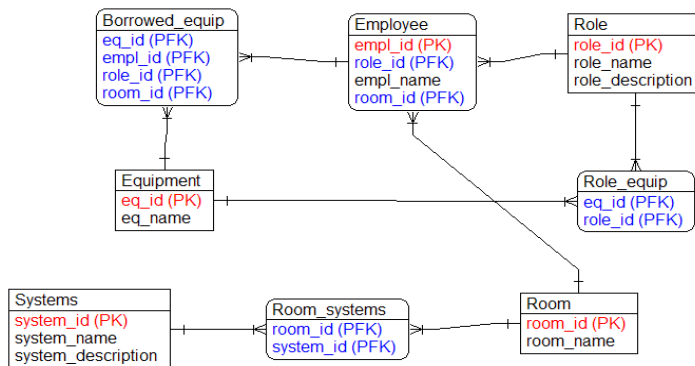 Borrowed_equip
eq_id (PFK)
empl_id (PFK)
role_id (PFK)
room_id (PFK)
Employee
empl_id (PK)
role_id (PFK)
empl_name
room_id (PFK)
Role
role_id (PK)
role_name
role_description
Equipment
eq_id (PK)
eq_name
Role_equip
eq_id (PFK)
role_id (PFK)
Systems
system_id (PK)
system_name
system_description
Room_systems
room_id (PFK)
system_id (PFK)
Room
room_id (PK)
room_name